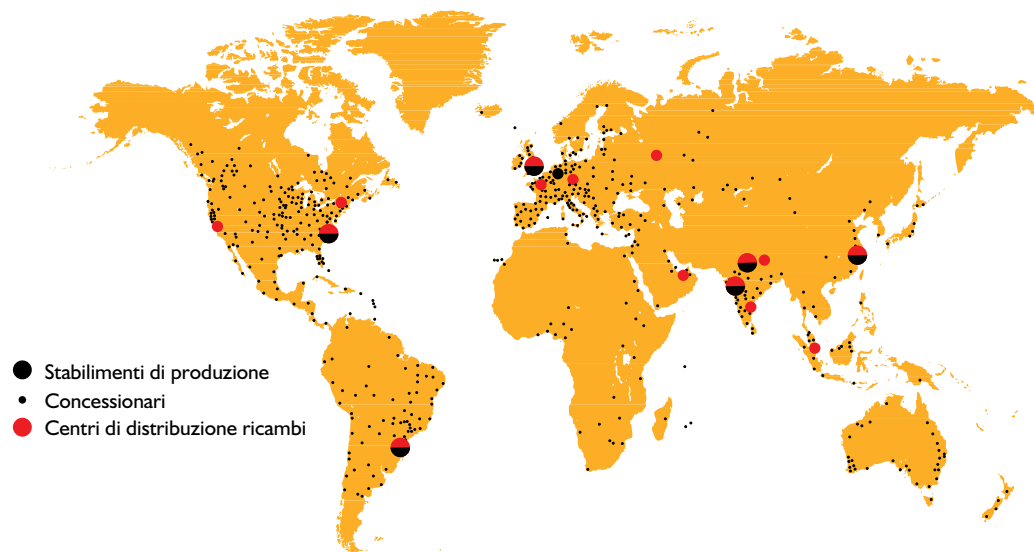 Stabilimenti di produzione
Concessionari
Centri di distribuzione ricambi